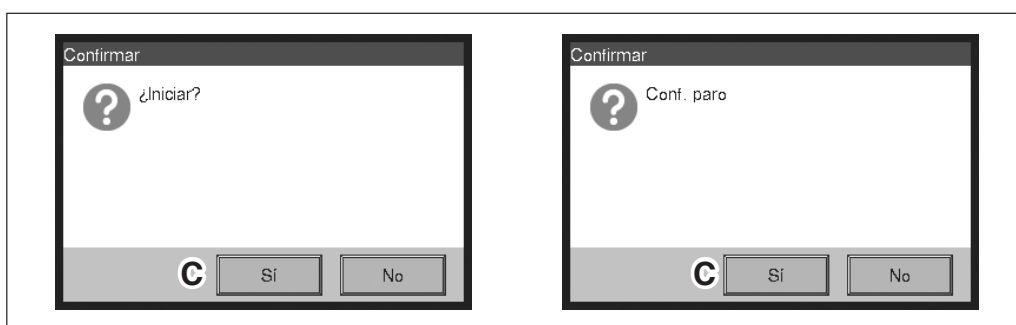 Confirmar
¿Iniciar?
C Sí No
Confirmar
Conf. paro
C Sí No